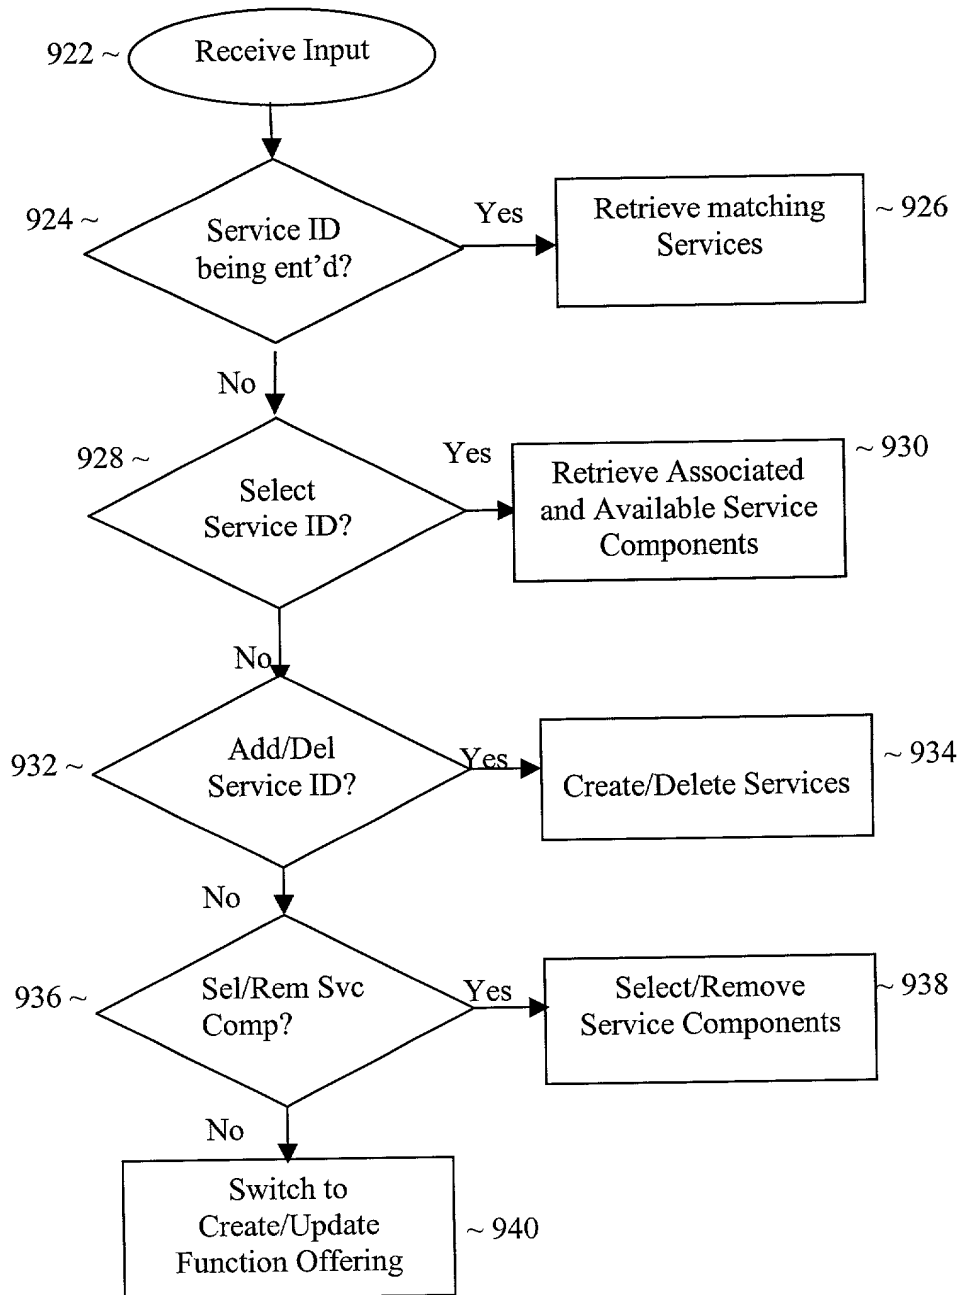 922 ~
Receive Input
924 ~
Service ID
being ent'd?
Yes
Retrieve matching
Services
~ 926
No
928 ~
Select
Service ID?
Yes
Retrieve Associated
and Available Service
Components
~ 930
No
932 ~
Add/Del
Service ID?
Yes
Create/Delete Services
~ 934
No
936 ~
Sel/Rem Svc
Comp?
Yes
Select/Remove
Service Components
~ 938
No
Switch to
Create/Update
Function Offering
~ 940